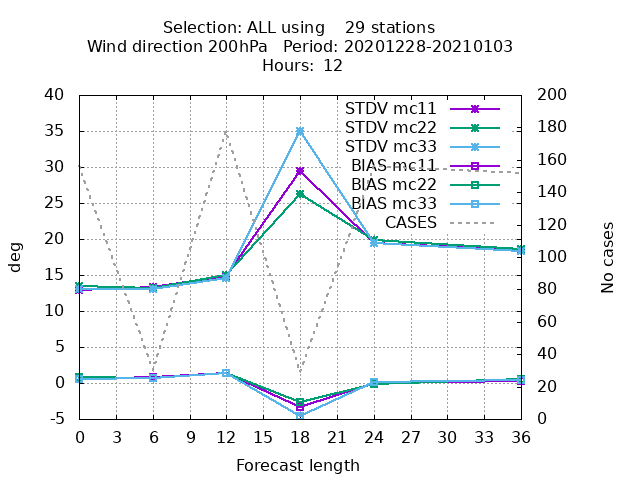 Selection: ALL using    29 stations
Wind direction 200hPa   Period: 20201228-20210103
Hours:  12
40 200
35 180
30 160
25 140
20 120
15 100
10 80
5 60
0 40
-5 20
0
STDV mc11
STDV mc22
STDV mc33
BIAS mc11
BIAS mc22
BIAS mc33
CASES
deg
No cases
0 3 6 9 12 15 18 21 24 27 30 33 36
Forecast length